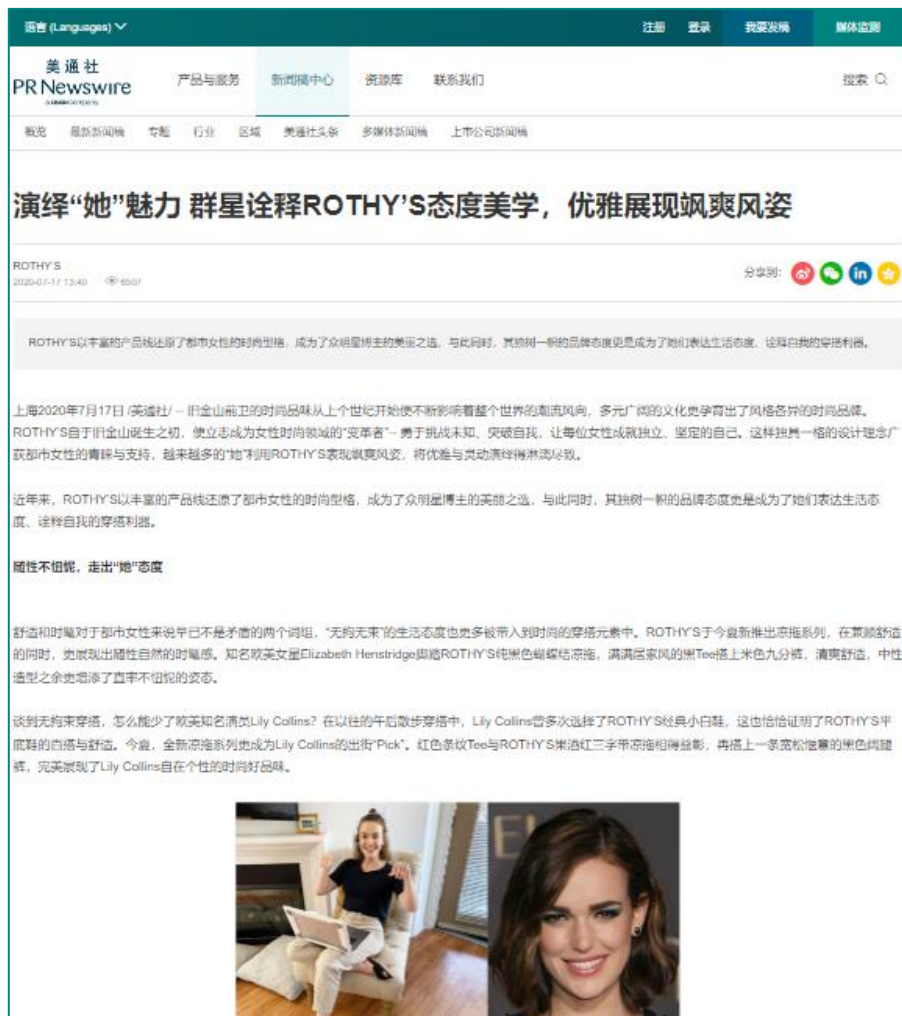 语言 (Languages)
注册 登录 我要发稿 媒体监测
美通社
PR Newswire
产品与服务 新闻稿中心 资源库 联系我们 搜索
概览 最新新闻稿 专题 行业 区域 美通社头条 多媒体新闻稿 上市公司新闻稿
演绎“她”魅力 群星诠释ROTHY'S态度美学，优雅展现飒爽风姿
ROTHY'S
分享到:
2020-07-17 13:40 6507
ROTHY'S以丰富的产品线还原了都市女性的时尚型格，成为了众明星博主的美丽之选，与此同时，其独树一帜的品牌态度更是成为了她们表达生活态度、诠释自我的穿搭利器。
上海2020年7月17日 /美通社/ -- 旧金山前卫的时尚品味从上个世纪开始便不断影响着整个世界的潮流风向，多元广阔的文化更孕育出了风格各异的时尚品牌。
ROTHY'S自于旧金山诞生之初，便立志成为女性时尚领域的“变革者”-- 勇于挑战未知、突破自我，让每位女性成就独立、坚定的自己。这样独具一格的设计理念广
获都市女性的青睐与支持，越来越多的“她”利用ROTHY'S表现飒爽风姿，将优雅与灵动演绎得淋漓尽致。
近年来，ROTHY'S以丰富的产品线还原了都市女性的时尚型格，成为了众明星博主的美丽之选，与此同时，其独树一帜的品牌态度更是成为了她们表达生活态
度、诠释自我的穿搭利器。
随性不忸怩，走出“她”态度
舒适和时髦对于都市女性来说早已不是矛盾的两个词组，“无拘无束”的生活态度也更多被带入到时尚的穿搭元素中。ROTHY'S于今夏新推出凉拖系列，在兼顾舒适
的同时，更展现出随性自然的时髦感。知名欧美女星Elizabeth Henstridge脚踏ROTHY'S纯黑色蝴蝶结凉拖，满满居家风的黑Tee搭上米色九分裤，清爽舒适，中性
造型之余更增添了直率不忸怩的姿态。
谈到无拘束穿搭，怎么能少了欧美知名演员Lily Collins？在以往的午后散步穿搭中，Lily Collins曾多次选择了ROTHY'S经典小白鞋，这也恰恰证明了ROTHY'S平
底鞋的百搭与舒适。今夏，全新凉拖系列更成为Lily Collins的出街“Pick”。红色条纹Tee与ROTHY'S果酒红三字带凉拖相得益彰，再搭上一条宽松惬意的黑色阔腿
裤，完美展现了Lily Collins自在个性的时尚好品味。